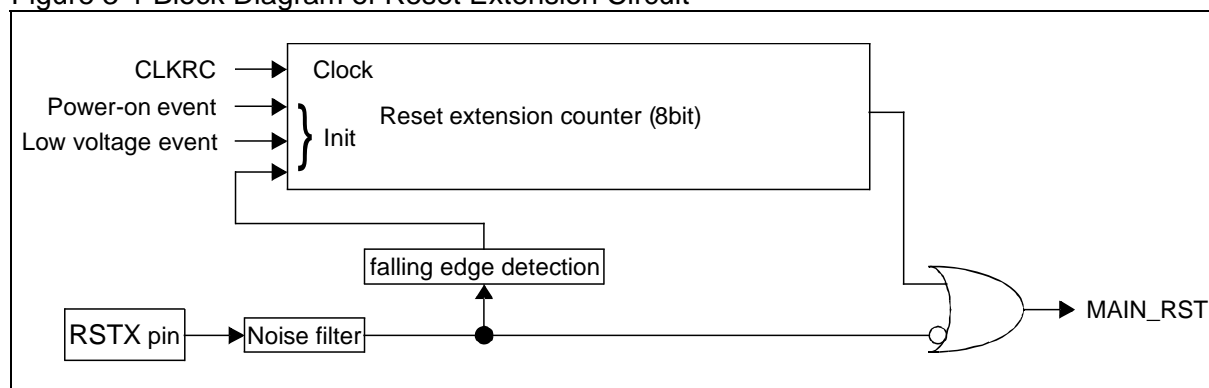 Figure 8-1 Block Diagram of Reset Extension Circuit
CLKRC
Clock
Power-on event
Reset extension counter (8bit)
Low voltage event
} Init
falling edge detection
RSTX pin
Noise filter
MAIN_RST